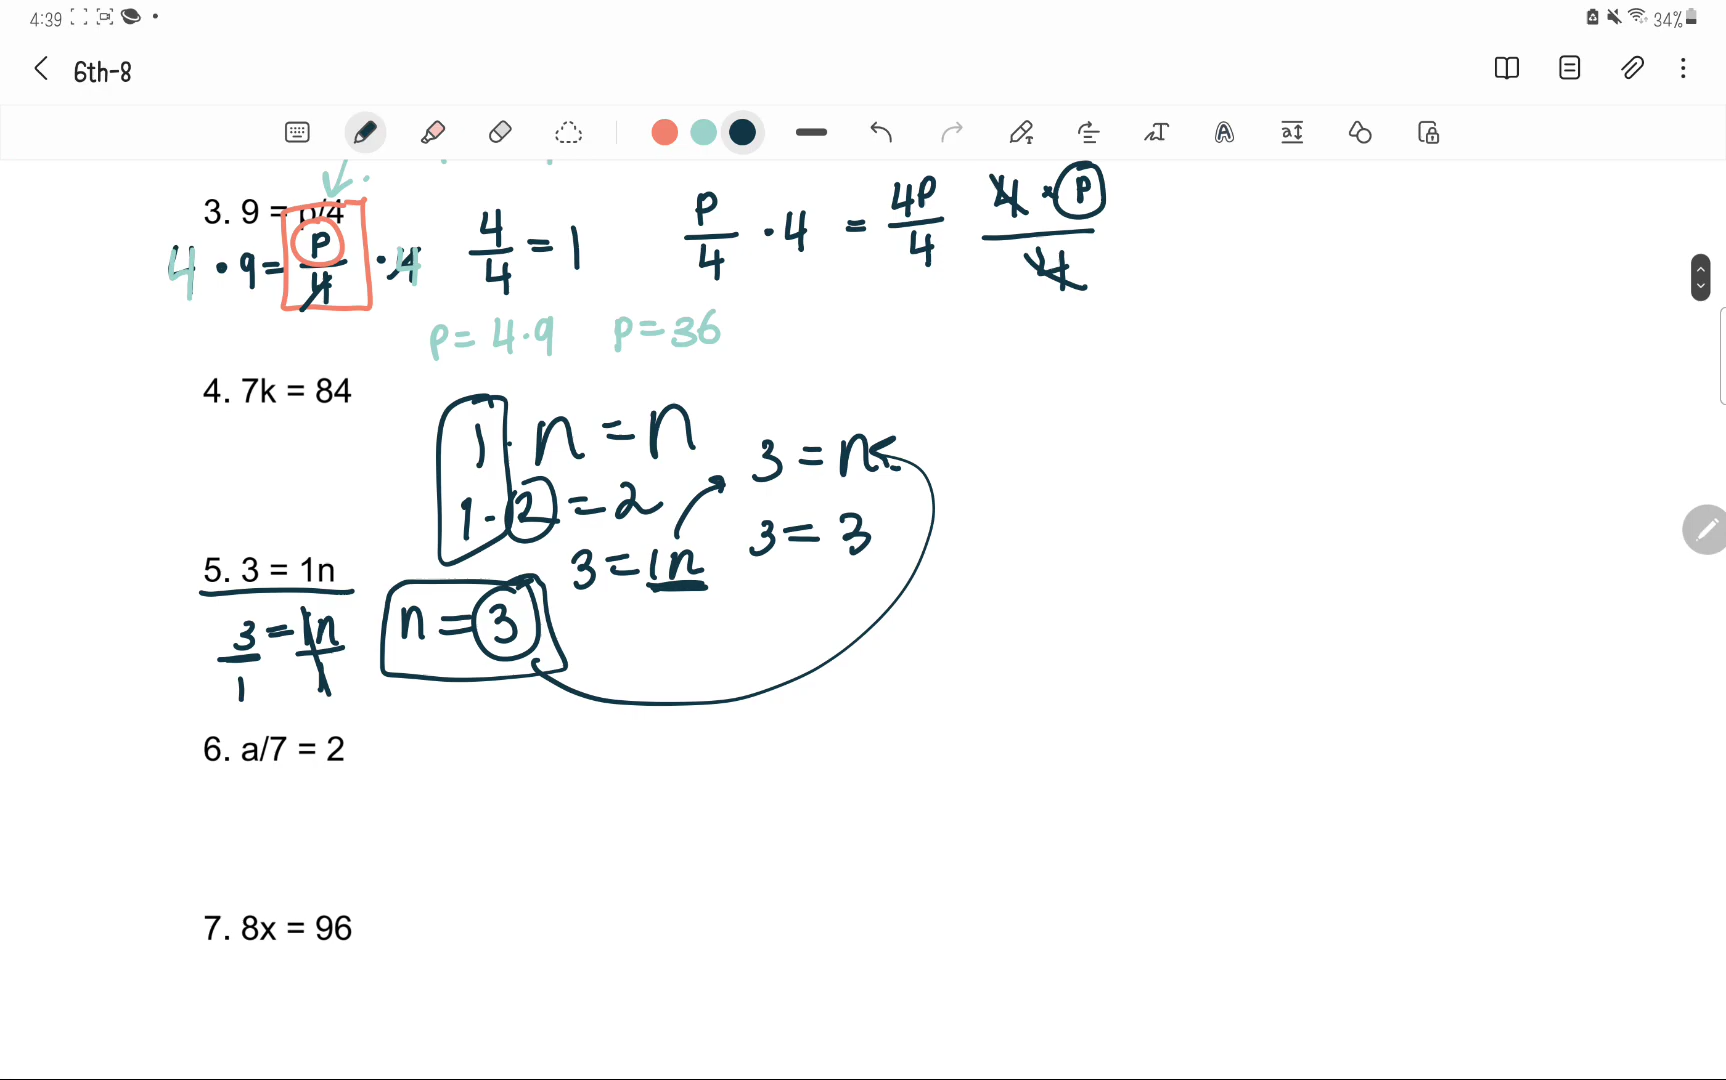 4:39 34%
6th-8
3. 9 = p/4
4 · 9 = p/4 · 4
4/4 = 1
p/4 · 4 = 4p/4
4 · p / 4
p = 4 · 9 p = 36
4. 7k = 84
1 · n = n
1 · 2 = 2
3 = n
3 = 3
5. 3 = 1n
3 = 1n
3/1 = 1n/1
n = 3
6. a/7 = 2
7. 8x = 96